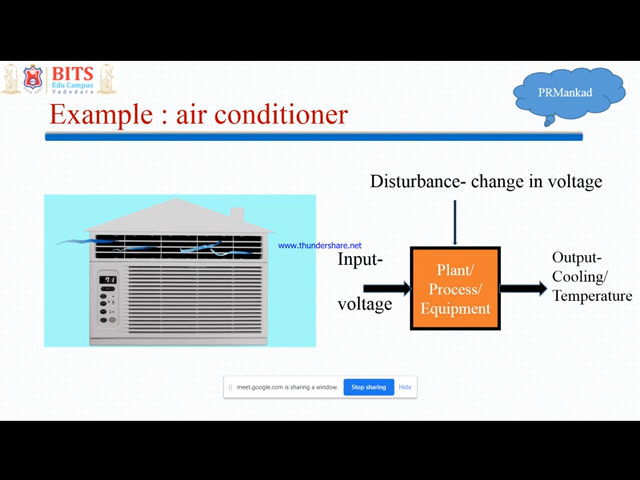 BITS
Edu Campus
Vadodara
Example : air conditioner
PRMankad
Disturbance- change in voltage
www.thundershare.net
Input-
voltage
Plant/
Process/
Equipment
Output-
Cooling/
Temperature
71
meet.google.com is sharing a window.
Stop sharing
Hide